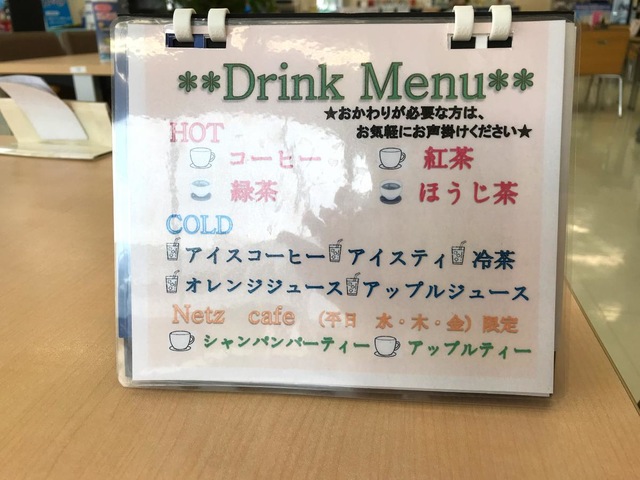 **Drink Menu**
★おかわりが必要な方は、
お気軽にお声掛けください★
HOT
コーヒー 紅茶
緑茶 ほうじ茶
COLD
アイスコーヒー アイスティ 冷茶
オレンジジュース アップルジュース
Netz cafe (平日 水・木・金) 限定
シャンパンパーティー アップルティー